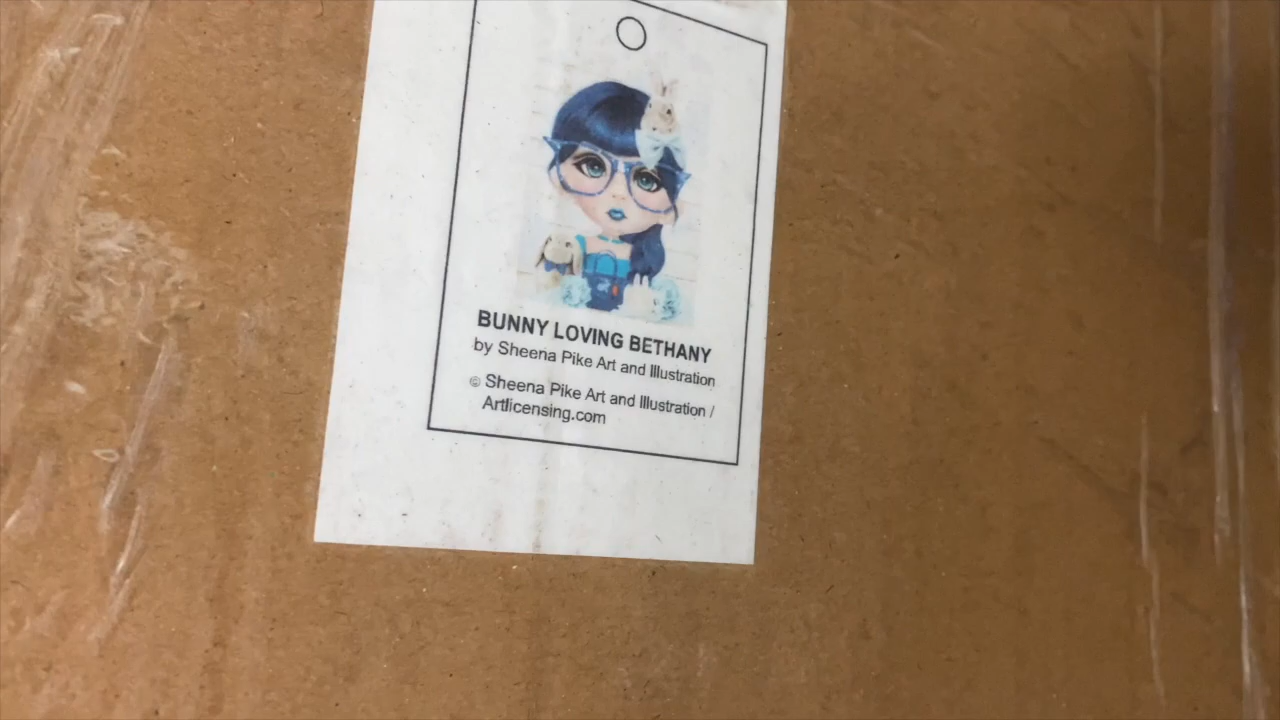 BUNNY LOVING BETHANY
by Sheena Pike Art and Illustration
© Sheena Pike Art and Illustration /
Artlicensing.com